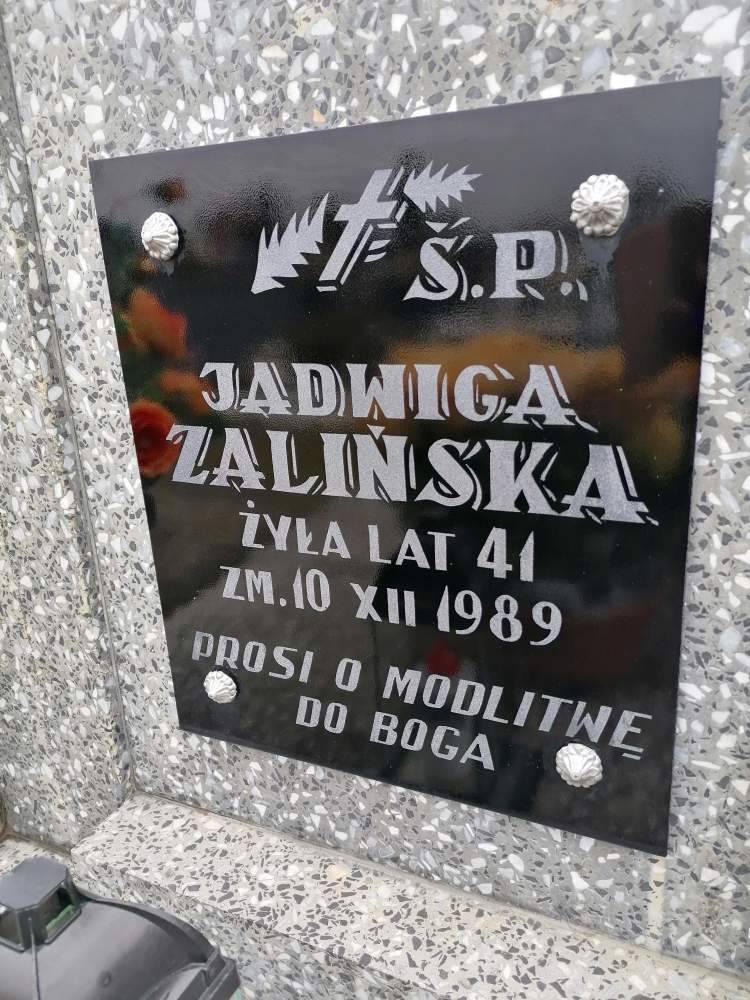 Ś.P.
JADWIGA
ZALIŃSKA
ŻYŁA LAT 41
ZM. 10 XII 1989
PROSI O MODLITWĘ
DO BOGA